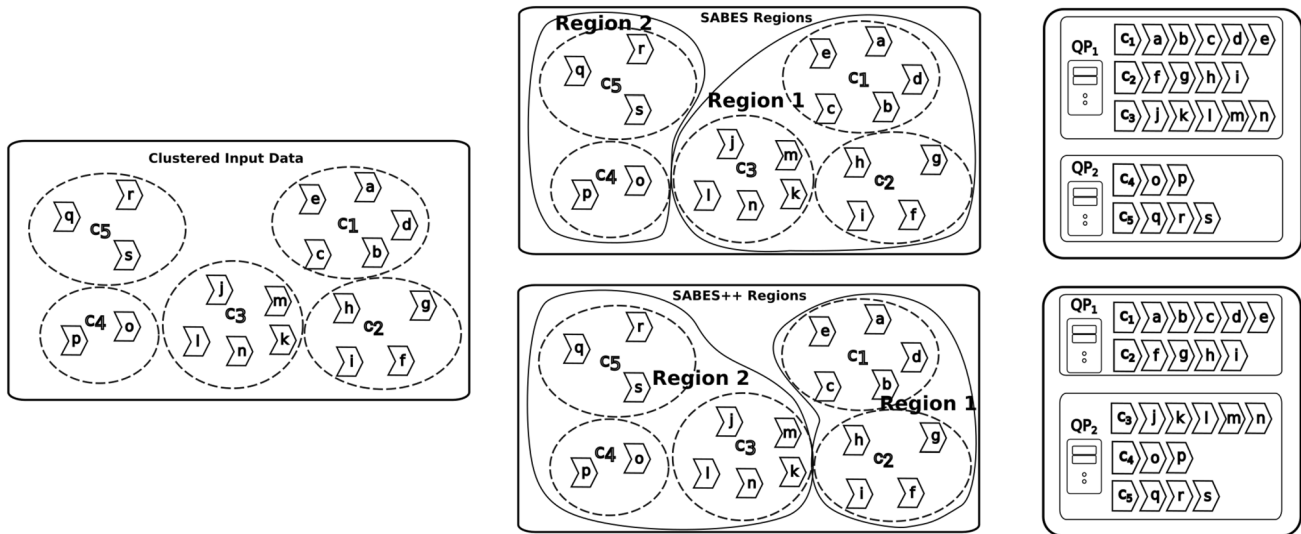 Clustered Input Data
r
q
c5
s
a
e
c1
d
c
b
j
m
c3
l
n
k
c4
o
p
h
g
c2
i
f
SABES Regions
Region 2
r
q
c5
s
a
e
c1
d
c
b
Region 1
j
m
c3
l
n
k
c4
o
p
h
g
c2
i
f
QP1
c1 a b c d e
c2 f g h i
c3 j k l m n
QP2
c4 o p
c5 q r s
SABES++ Regions
r
q
c5
s
Region 2
a
e
c1
d
c
b
Region 1
j
m
c3
l
n
k
c4
o
p
h
g
c2
i
f
QP1
c1 a b c d e
c2 f g h i
QP2
c3 j k l m n
c4 o p
c5 q r s